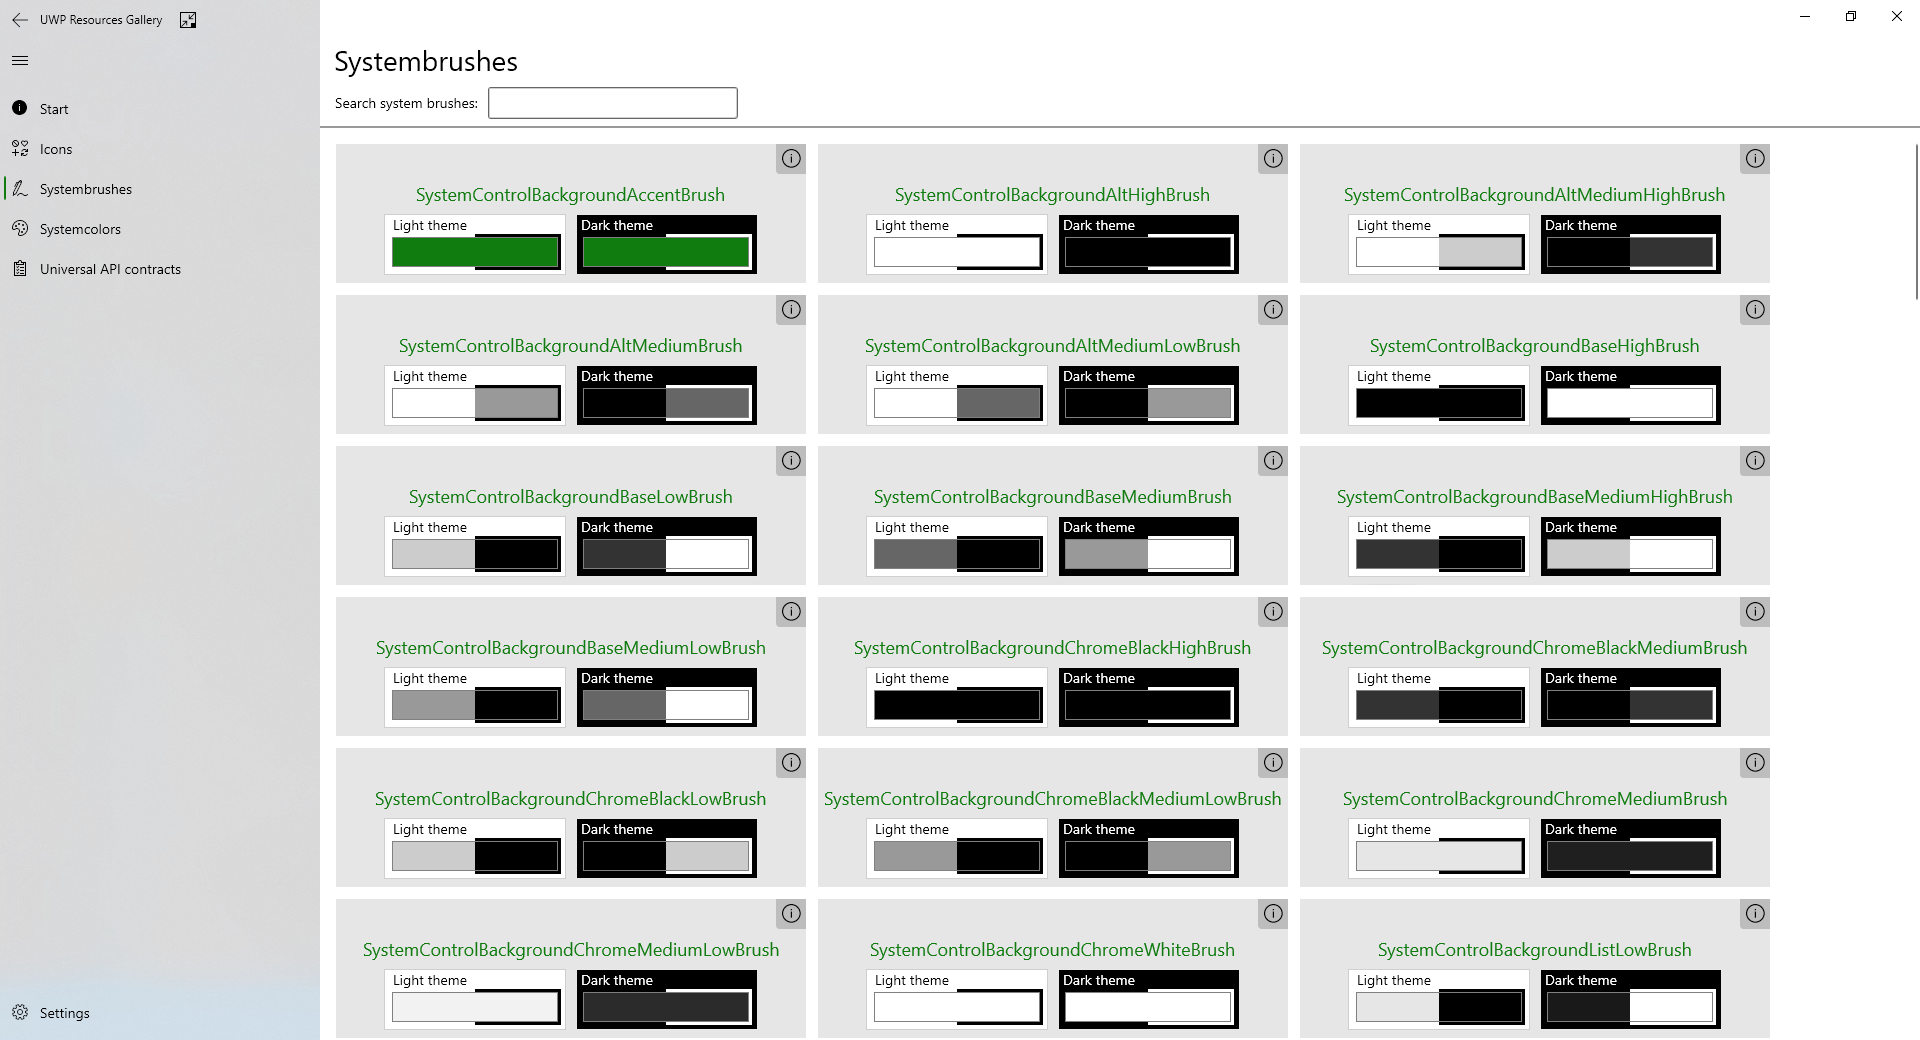 UWP Resources Gallery
Start
Icons
Systembrushes
Systemcolors
Universal API contracts
Settings
Systembrushes
Search system brushes:
SystemControlBackgroundAccentBrush
Light theme Dark theme
SystemControlBackgroundAltHighBrush
Light theme Dark theme
SystemControlBackgroundAltMediumHighBrush
Light theme Dark theme
SystemControlBackgroundAltMediumBrush
Light theme Dark theme
SystemControlBackgroundAltMediumLowBrush
Light theme Dark theme
SystemControlBackgroundBaseHighBrush
Light theme Dark theme
SystemControlBackgroundBaseLowBrush
Light theme Dark theme
SystemControlBackgroundBaseMediumBrush
Light theme Dark theme
SystemControlBackgroundBaseMediumHighBrush
Light theme Dark theme
SystemControlBackgroundBaseMediumLowBrush
Light theme Dark theme
SystemControlBackgroundChromeBlackHighBrush
Light theme Dark theme
SystemControlBackgroundChromeBlackMediumBrush
Light theme Dark theme
SystemControlBackgroundChromeBlackLowBrush
Light theme Dark theme
SystemControlBackgroundChromeBlackMediumLowBrush
Light theme Dark theme
SystemControlBackgroundChromeMediumBrush
Light theme Dark theme
SystemControlBackgroundChromeMediumLowBrush
Light theme Dark theme
SystemControlBackgroundChromeWhiteBrush
Light theme Dark theme
SystemControlBackgroundListLowBrush
Light theme Dark theme